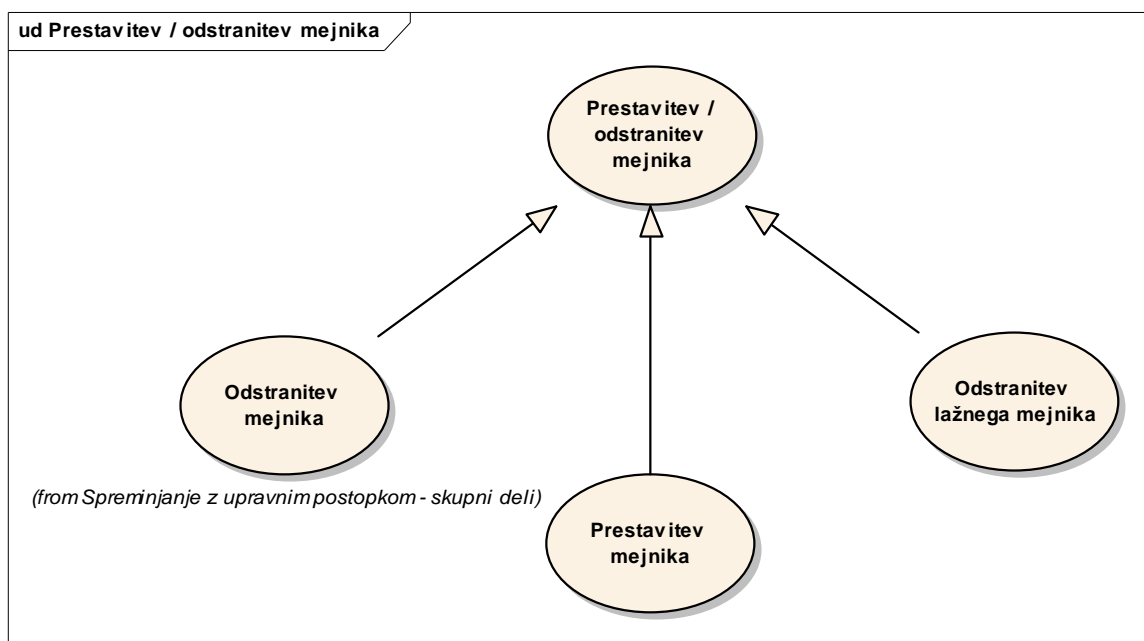 ud Prestavitev / odstranitev mejnika
Prestavitev /
odstranitev
mejnika
Odstranitev
mejnika
Odstranitev
lažnega mejnika
(from Spreminjanje z upravnim postopkom - skupni deli)
Prestavitev
mejnika